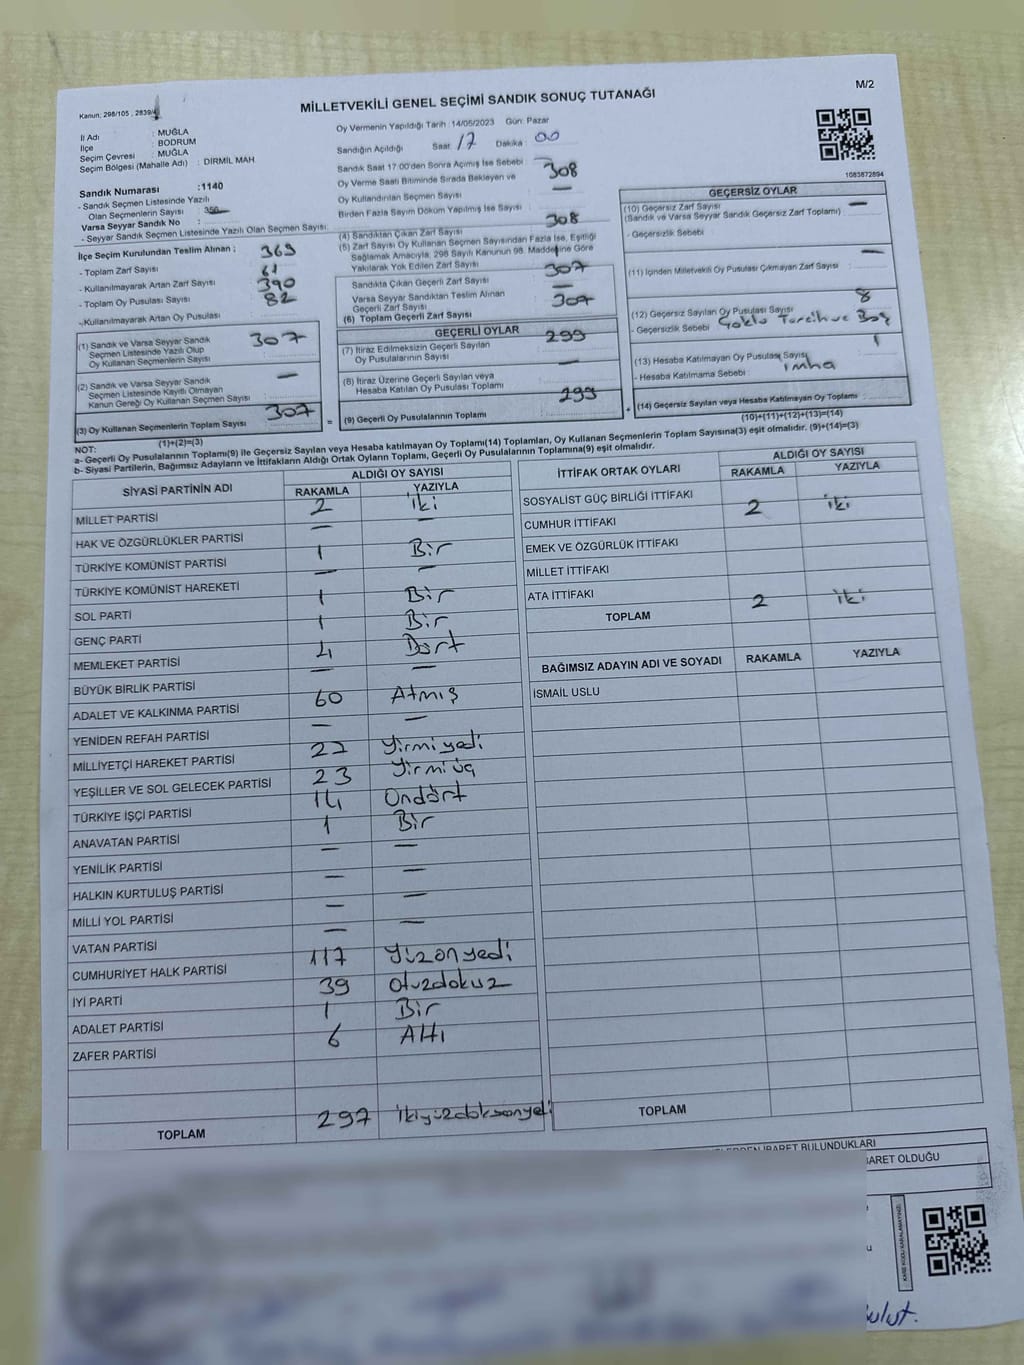 Kanun: 298/105 , 2839/4
MİLLETVEKİLİ GENEL SEÇİMİ SANDIK SONUÇ TUTANAĞI
M/2
İl Adı : MUĞLA
İlçe : BODRUM
Seçim Çevresi : MUĞLA
Seçim Bölgesi (Mahalle Adı) : DİRMİL MAH
Sandık Numarası : 1140
- Sandık Seçmen Listesinde Yazılı
Olan Seçmenlerin Sayısı :
Varsa Seyyar Sandık No :
- Seyyar Sandık Seçmen Listesinde Yazılı Olan Seçmen Sayısı:
Oy Vermenin Yapıldığı Tarih :14/05/2023 Gün: Pazar
Sandığın Açıldığı Saat: 17 Dakika : 00
Sandık Saat 17.00'den Sonra Açımış İse Sebebi :
Oy Verme Saati Bitiminde Sırada Bekleyen ve
Oy Kullandırılan Seçmen Sayısı 308
Birden Fazla Sayım Döküm Yapılmış İse Sayısı : —
(4) Sandıktan Çıkan Zarf Sayısı 308
(5) Zarf Sayısı Oy Kullanan Seçmen Sayısından Fazla İse, Eşitliği
Sağlamak Amacıyla, 298 Sayılı Kanunun 98. Maddesine Göre
Yakılarak Yok Edilen Zarf Sayısı 1
Sandıkta Çıkan Geçerli Zarf Sayısı 307
Varsa Seyyar Sandıktan Teslim Alınan
Geçerli Zarf Sayısı —
(6) Toplam Geçerli Zarf Sayısı 307
1083872894
İlçe Seçim Kurulundan Teslim Alınan ;
- Toplam Zarf Sayısı 369
- Kullanılmayarak Artan Zarf Sayısı 61
- Toplam Oy Pusulası Sayısı 390
- Kullanılmayarak Artan Oy Pusulası : 82
(1) Sandık ve Varsa Seyyar Sandık
Seçmen Listesinde Yazılı Olup
Oy Kullanan Seçmenlerin Sayısı 307
(2) Sandık ve Varsa Seyyar Sandık
Seçmen Listesinde Kayıtlı Olmayan
Kanun Gereği Oy Kullanan Seçmen Sayısı —
(3) Oy Kullanan Seçmenlerin Toplam Sayısı 307
(1)+(2)=(3)
GEÇERLİ OYLAR
(7) İtiraz Edilmeksizin Geçerli Sayılan
Oy Pusulalarının Sayısı 299
(8) İtiraz Üzerine Geçerli Sayılan veya
Hesaba Katılan Oy Pusulası Toplamı —
(9) Geçerli Oy Pusulalarının Toplamı 299
GEÇERSİZ OYLAR
(10) Geçersiz Zarf Sayısı —
(Sandık ve Varsa Seyyar Sandık Geçersiz Zarf Toplamı)
- Geçersizlik Sebebi
(11) İçinden Milletvekili Oy Pusulası Çıkmayan Zarf Sayısı —
(12) Geçersiz Sayılan Oy Pusulası Sayısı 8
- Geçersizlik Sebebi Çoklu Tercih ve Boş
(13) Hesaba Katılmayan Oy Pusulası Sayısı 1
- Hesaba Katılmama Sebebi : imha
(14) Geçersiz Sayılan veya Hesaba Katılmayan Oy Toplamı
(10)+(11)+(12)+(13)=(14)
NOT:
a- Geçerli Oy Pusulalarının Toplamı(9) ile Geçersiz Sayılan veya Hesaba katılmayan Oy Toplamı(14) Toplamları, Oy Kullanan Seçmenlerin Toplam Sayısına(3) eşit olmalıdır. (9)+(14)=(3)
b- Siyasi Partilerin, Bağımsız Adayların ve İttifakların Aldığı Ortak Oyların Toplamı, Geçerli Oy Pusulalarının Toplamına(9) eşit olmalıdır.
SİYASİ PARTİNİN ADI ALDIĞI OY SAYISI
RAKAMLA YAZIYLA
MİLLET PARTİSİ 2 iki
HAK VE ÖZGÜRLÜKLER PARTİSİ — —
TÜRKİYE KOMÜNİST PARTİSİ 1 Bir
TÜRKİYE KOMÜNİST HAREKETİ — —
SOL PARTİ 1 Bir
GENÇ PARTİ 1 Bir
MEMLEKET PARTİSİ 4 Dört
BÜYÜK BİRLİK PARTİSİ — —
ADALET VE KALKINMA PARTİSİ 60 Atmış
YENİDEN REFAH PARTİSİ — —
MİLLİYETÇİ HAREKET PARTİSİ 27 Yirmiyedi
YEŞİLLER VE SOL GELECEK PARTİSİ 23 Yirmiüç
TÜRKİYE İŞÇİ PARTİSİ 14 Ondört
ANAVATAN PARTİSİ 1 Bir
YENİLİK PARTİSİ — —
HALKIN KURTULUŞ PARTİSİ —
MİLLİ YOL PARTİSİ — —
VATAN PARTİSİ — —
CUMHURİYET HALK PARTİSİ 117 Yüzonyedi
İYİ PARTİ 39 Otuzdokuz
ADALET PARTİSİ 1 Bir
ZAFER PARTİSİ 6 Altı
TOPLAM 297 ikiyüzdoksanyedi
İTTİFAK ORTAK OYLARI ALDIĞI OY SAYISI
RAKAMLA YAZIYLA
SOSYALİST GÜÇ BİRLİĞİ İTTİFAKI
CUMHUR İTTİFAKI 2 iki
EMEK VE ÖZGÜRLÜK İTTİFAKI
MİLLET İTTİFAKI
ATA İTTİFAKI
TOPLAM 2 iki
BAĞIMSIZ ADAYIN ADI VE SOYADI RAKAMLA YAZIYLA
İSMAİL USLU
TOPLAM
İBARET BULUNDUKLARI
İBARET OLDUĞU
KARE KODU KARALAMAYINIZ!